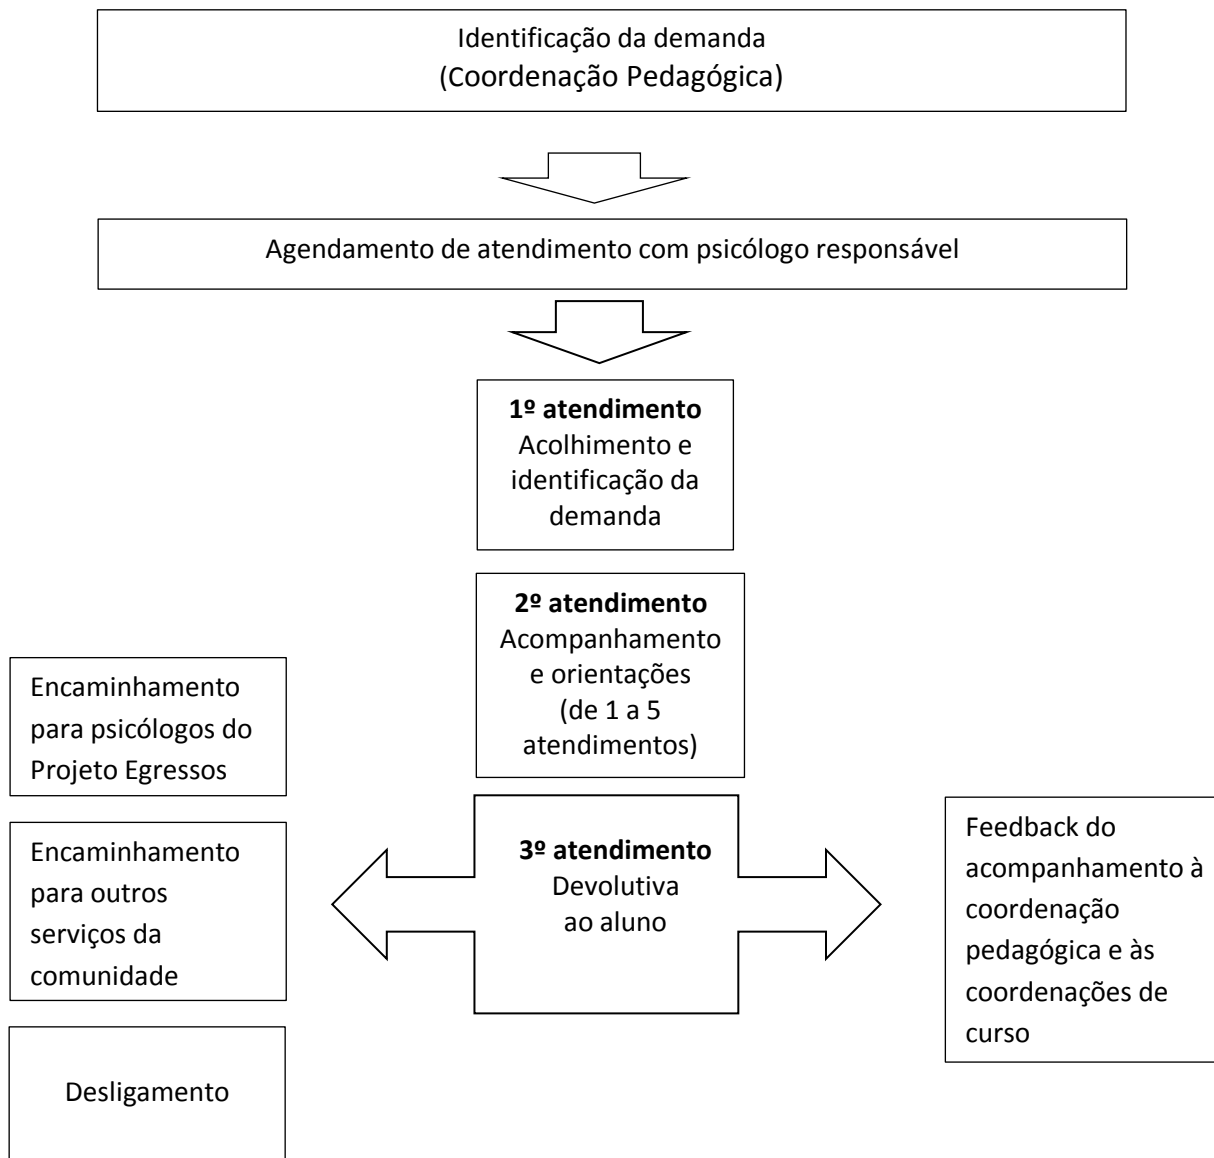 Identificação da demanda
(Coordenação Pedagógica)
Agendamento de atendimento com psicólogo responsável
1º atendimento
Acolhimento e
identificação da
demanda
2º atendimento
Acompanhamento
e orientações
(de 1 a 5
atendimentos)
Encaminhamento
para psicólogos do
Projeto Egressos
Encaminhamento
para outros
serviços da
comunidade
Desligamento
3º atendimento
Devolutiva
ao aluno
Feedback do
acompanhamento à
coordenação
pedagógica e às
coordenações de
curso